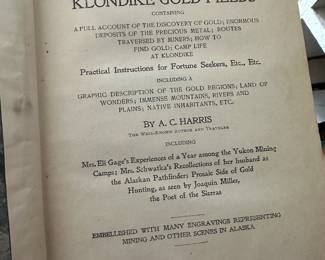 KLONDIKE GOLD FIELDS
CONTAINING
A FULL ACCOUNT OF THE DISCOVERY OF GOLD; ENORMOUS
DEPOSITS OF THE PRECIOUS METAL; ROUTES
TRAVERSED BY MINERS; HOW TO
FIND GOLD; CAMP LIFE
AT KLONDIKE
Practical Instructions for Fortune Seekers, Etc., Etc.
INCLUDING A
GRAPHIC DESCRIPTION OF THE GOLD REGIONS; LAND OF
WONDERS; IMMENSE MOUNTAINS, RIVERS AND
PLAINS; NATIVE INHABITANTS, ETC.
By A. C. HARRIS
The Well-Known Author and Traveler
INCLUDING
Mrs. Eli Gage's Experiences of a Year among the Yukon Mining
Camps; Mrs. Schwatka's Recollections of her husband as
the Alaskan Pathfinder; Prosaic Side of Gold
Hunting, as seen by Joaquin Miller,
the Poet of the Sierras
EMBELLISHED WITH MANY ENGRAVINGS REPRESENTING
MINING AND OTHER SCENES IN ALASKA